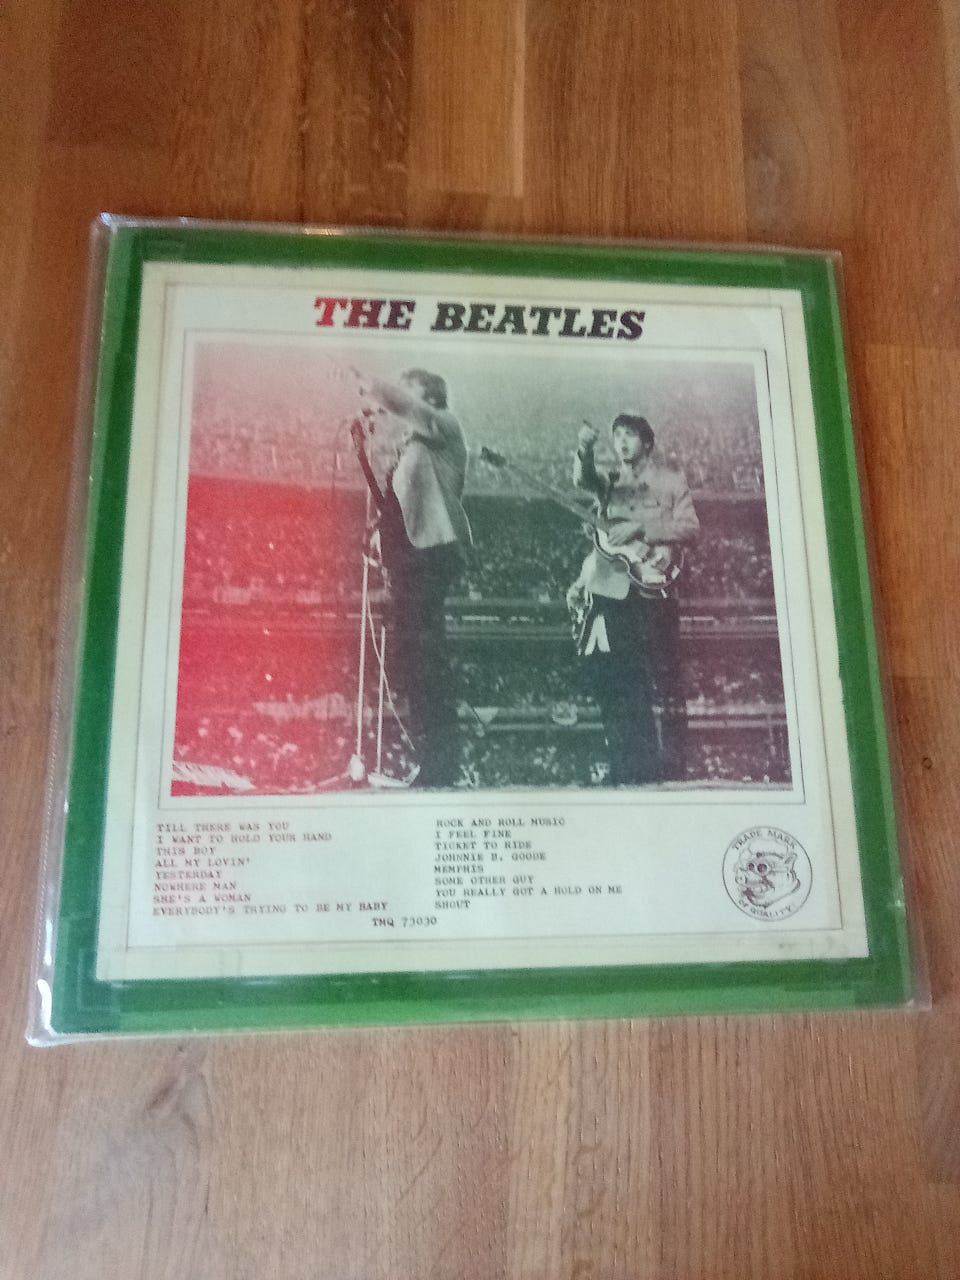 THE BEATLES
TILL THERE WAS YOU
I WANT TO HOLD YOUR HAND
THIS BOY
ALL MY LOVIN'
YESTERDAY
NOWHERE MAN
SHE'S A WOMAN
EVERYBODY'S TRYING TO BE MY BABY
ROCK AND ROLL MUSIC
I FEEL FINE
TICKET TO RIDE
JOHNNIE B. GOODE
MEMPHIS
SOME OTHER GUY
YOU REALLY GOT A HOLD ON ME
SHOUT
TMQ 73030
TRADE MARK
OF QUALITY